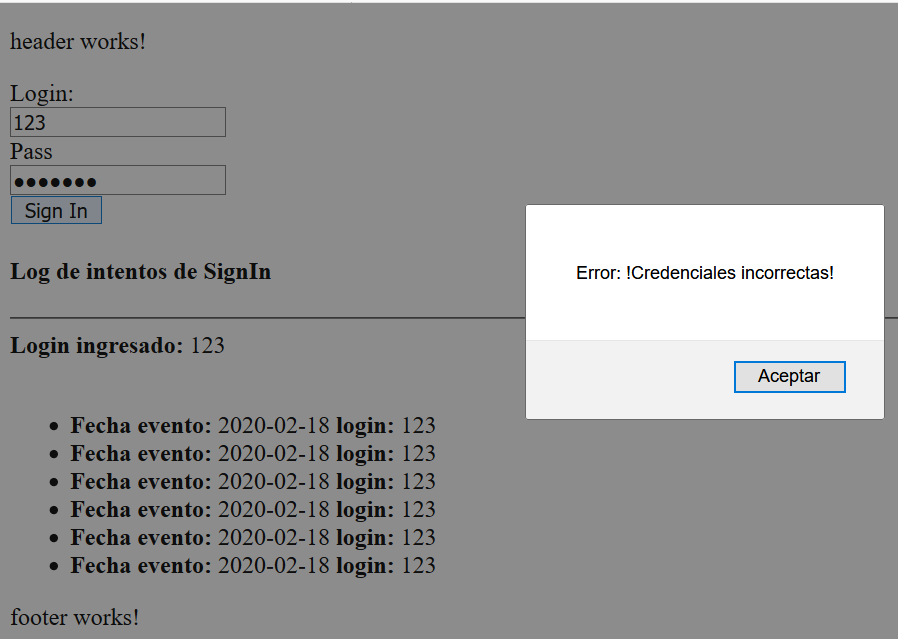 header works!
Login:
123
Pass
●●●●●●●
Sign In
Log de intentos de SignIn
Error: !Credenciales incorrectas!
Login ingresado: 123
Aceptar
Fecha evento: 2020-02-18 login: 123
Fecha evento: 2020-02-18 login: 123
Fecha evento: 2020-02-18 login: 123
Fecha evento: 2020-02-18 login: 123
Fecha evento: 2020-02-18 login: 123
Fecha evento: 2020-02-18 login: 123
footer works!